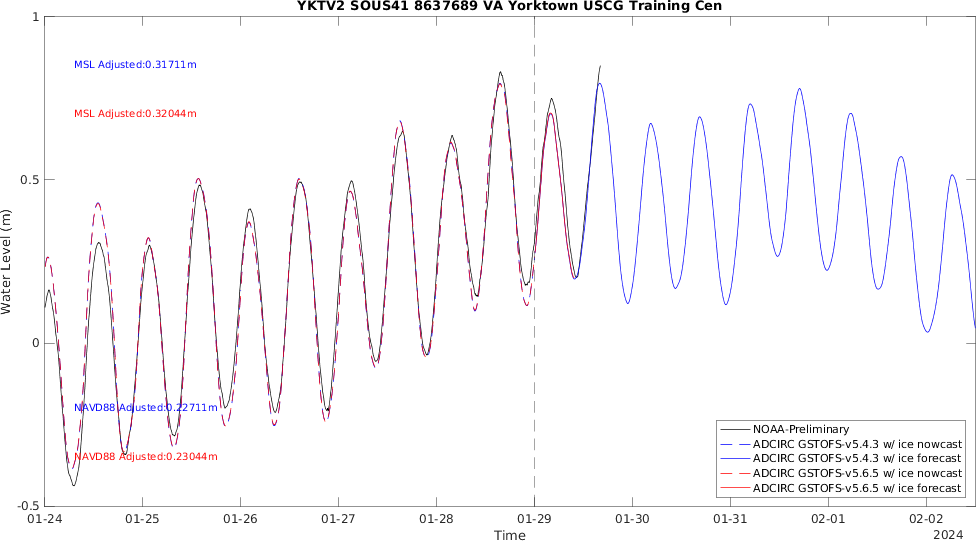 YKTV2 SOUS41 8637689 VA Yorktown USCG Training Cen
1
MSL Adjusted:0.31711m
MSL Adjusted:0.32044m
0.5
Water Level (m)
0
NAVD88 Adjusted:0.22711m
NAVD88 Adjusted:0.23044m
NOAA-Preliminary
ADCIRC GSTOFS-v5.4.3 w/ ice nowcast
ADCIRC GSTOFS-v5.4.3 w/ ice forecast
ADCIRC GSTOFS-v5.6.5 w/ ice nowcast
ADCIRC GSTOFS-v5.6.5 w/ ice forecast
-0.5
01-24 01-25 01-26 01-27 01-28 01-29 01-30 01-31 02-01 02-02
Time
2024